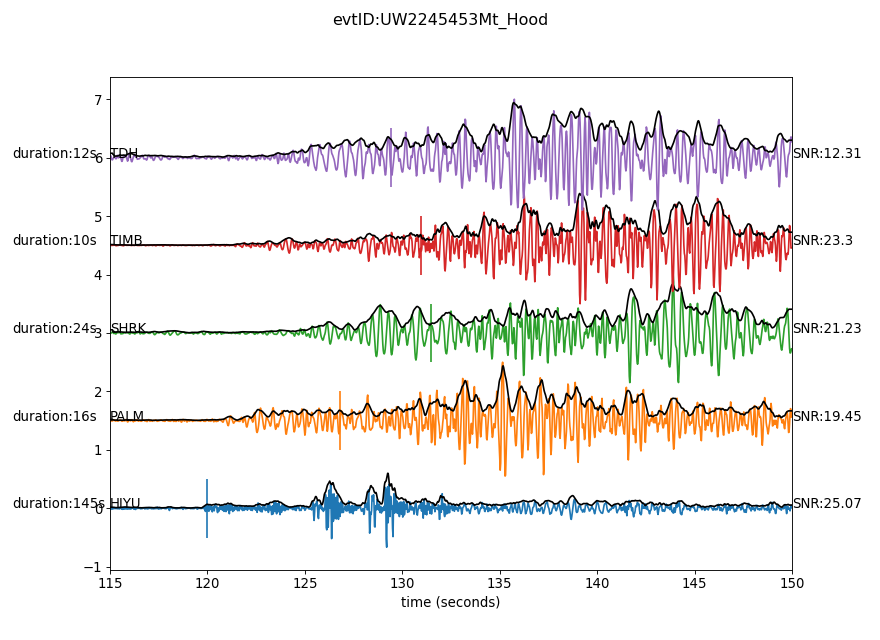 evtID:UW2245453Mt_Hood
7
duration:12s TDH SNR:12.31
6
5
duration:10s TIMB SNR:23.3
4
duration:24s SHRK SNR:21.23
3
2
duration:16s PALM SNR:19.45
1
duration:145s HIYU SNR:25.07
0
−1
115 120 125 130 135 140 145 150
time (seconds)